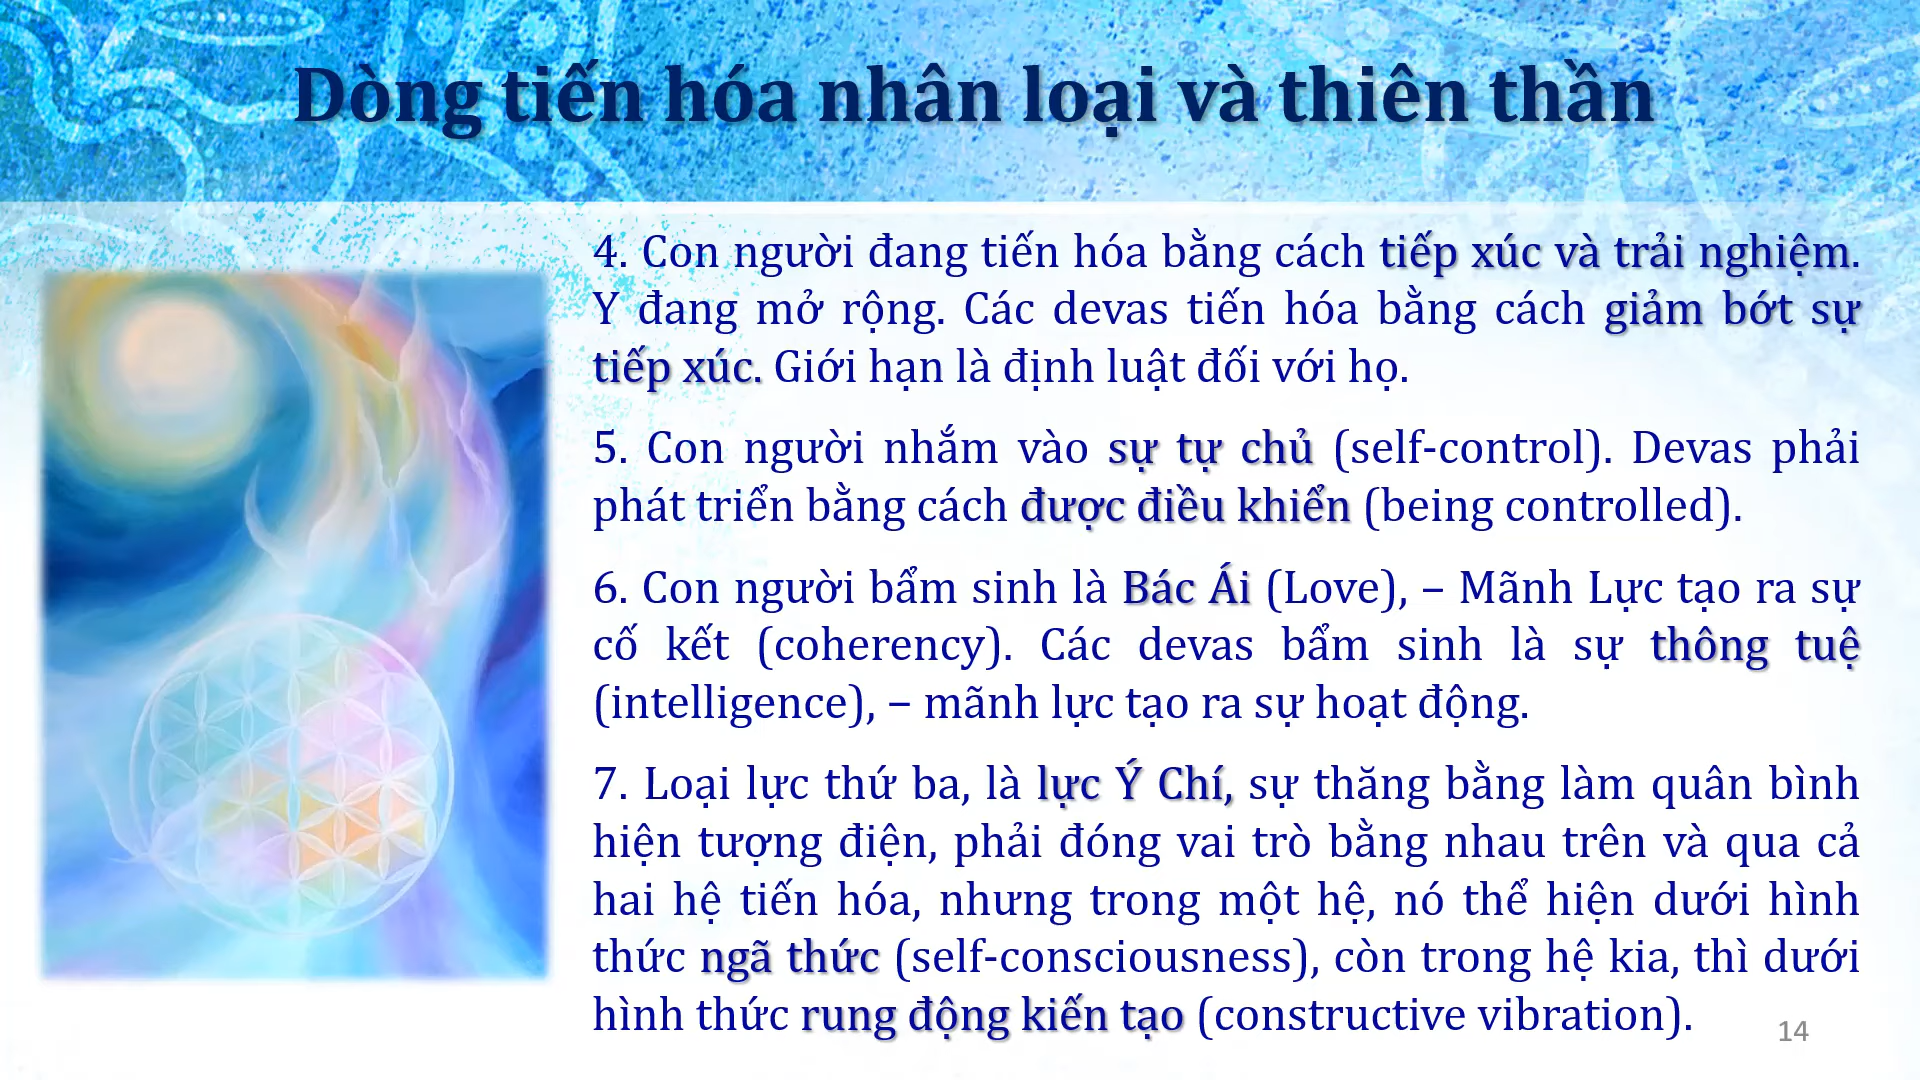 Dòng tiến hóa nhân loại và thiên thần
4. Con người đang tiến hóa bằng cách tiếp xúc và trải nghiệm.
Y đang mở rộng. Các devas tiến hóa bằng cách giảm bớt sự
tiếp xúc. Giới hạn là định luật đối với họ.
5. Con người nhắm vào sự tự chủ (self-control). Devas phải
phát triển bằng cách được điều khiển (being controlled).
6. Con người bẩm sinh là Bác Ái (Love), – Mãnh Lực tạo ra sự
cố kết (coherency). Các devas bẩm sinh là sự thông tuệ
(intelligence), – mãnh lực tạo ra sự hoạt động.
7. Loại lực thứ ba, là lực Ý Chí, sự thăng bằng làm quân bình
hiện tượng điện, phải đóng vai trò bằng nhau trên và qua cả
hai hệ tiến hóa, nhưng trong một hệ, nó thể hiện dưới hình
thức ngã thức (self-consciousness), còn trong hệ kia, thì dưới
hình thức rung động kiến tạo (constructive vibration).
14